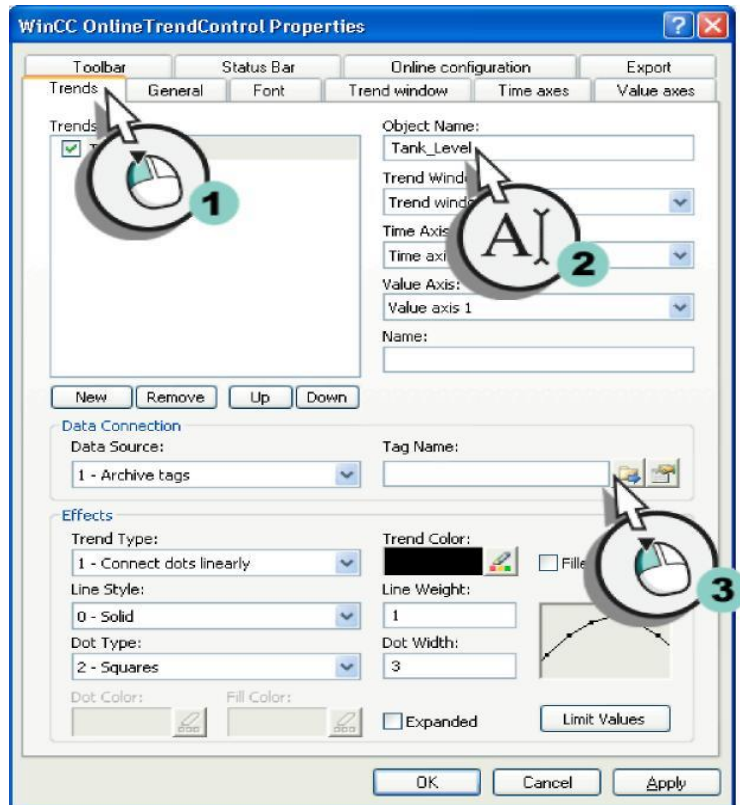 WinCC OnlineTrendControl Properties
Toolbar Status Bar Online configuration Export
Trends General Font Trend window Time axes Value axes
Trends
Object Name:
Tank_Level
Trend
Trend
Time Axis
Time
Value Axis:
Value axis 1
Name:
New Remove Up Down
1
A
2
Data Connection
Data Source: Tag Name:
1 - Archive tags
Effects
Trend Type: Trend Color:
1 - Connect dots linearly
3
Line Style: Line Weight:
0 - Solid 1
Dot Type: Dot Width:
2 - Squares 3
Dot Color: Fill Color:
Expanded Limit Values
OK Cancel Apply